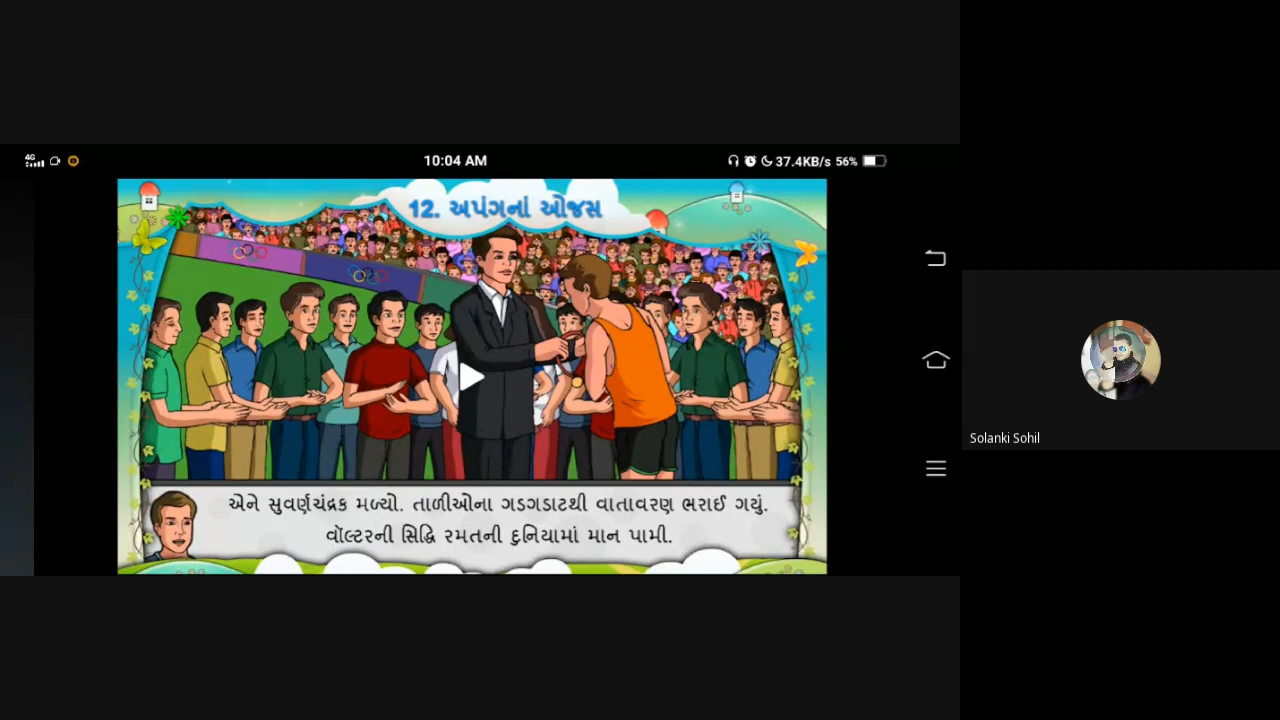 4G
10:04 AM
37.4KB/s 56%
12. અપંગનાં ઓજસ
એને સુવર્ણચંદ્રક મળ્યો. તાળીઓના ગડગડાટથી વાતાવરણ ભરાઈ ગયું.
વૉલ્ટરની સિદ્ધિ રમતની દુનિયામાં માન પામી.
Solanki Sohil